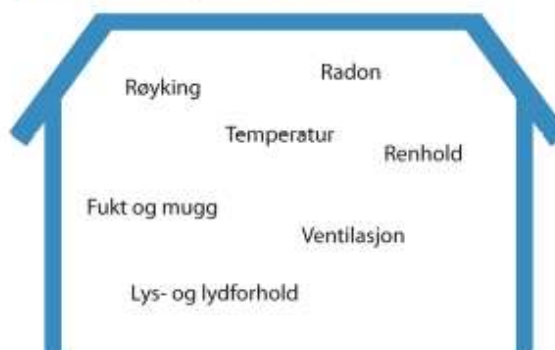 Røyking
Radon
Temperatur
Renhold
Fukt og mugg
Ventilasjon
Lys- og lydforhold